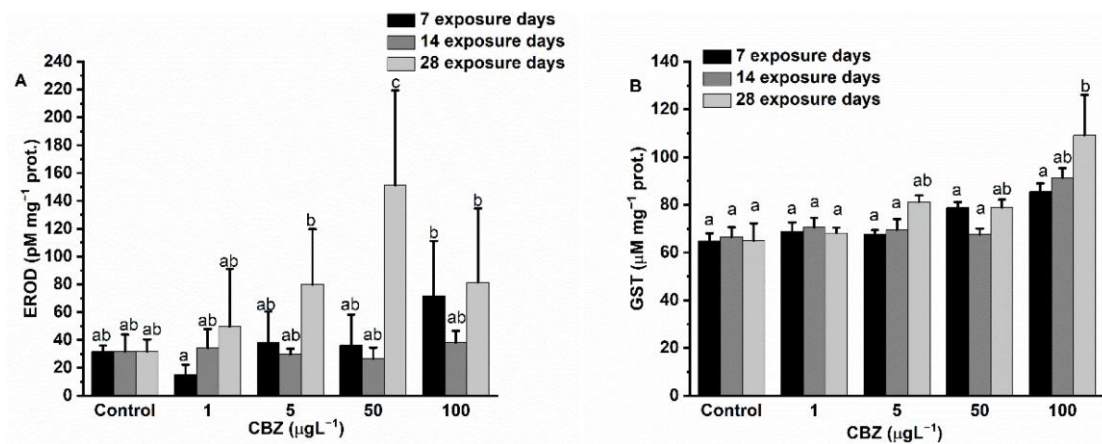 A
7 exposure days
14 exposure days
28 exposure days
EROD (pM mg⁻¹ prot.)
240
220
200
180
160
140
120
100
80
60
40
20
0
ab ab ab
a ab ab
ab ab b
ab ab c
b ab b
Control 1 5 50 100
CBZ (µgL⁻¹)
B
7 exposure days
14 exposure days
28 exposure days
GST (µM mg⁻¹ prot.)
140
120
100
80
60
40
20
0
a a a
a a a
a a ab
a a ab
a ab b
Control 1 5 50 100
CBZ (µgL⁻¹)